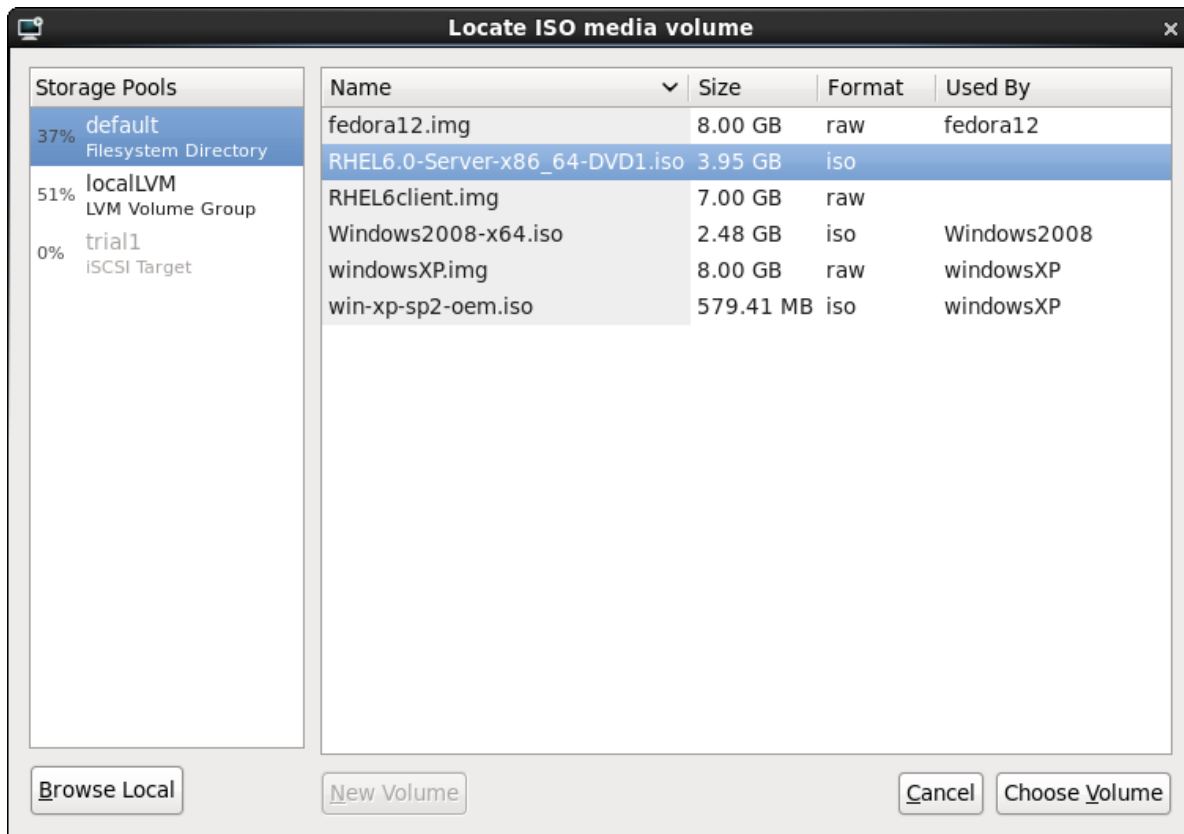 Locate ISO media volume
Storage Pools
37% default
Filesystem Directory
51% localLVM
LVM Volume Group
0% trial1
iSCSI Target
Name Size Format Used By
fedora12.img 8.00 GB raw fedora12
RHEL6.0-Server-x86_64-DVD1.iso 3.95 GB iso
RHEL6client.img 7.00 GB raw
Windows2008-x64.iso 2.48 GB iso Windows2008
windowsXP.img 8.00 GB raw windowsXP
win-xp-sp2-oem.iso 579.41 MB iso windowsXP
Browse Local New Volume Cancel Choose Volume